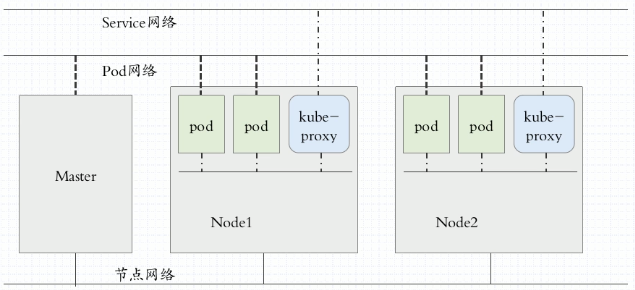 Service网络
Pod网络
Master
pod
pod
kube-
proxy
Node1
pod
pod
kube-
proxy
Node2
节点网络